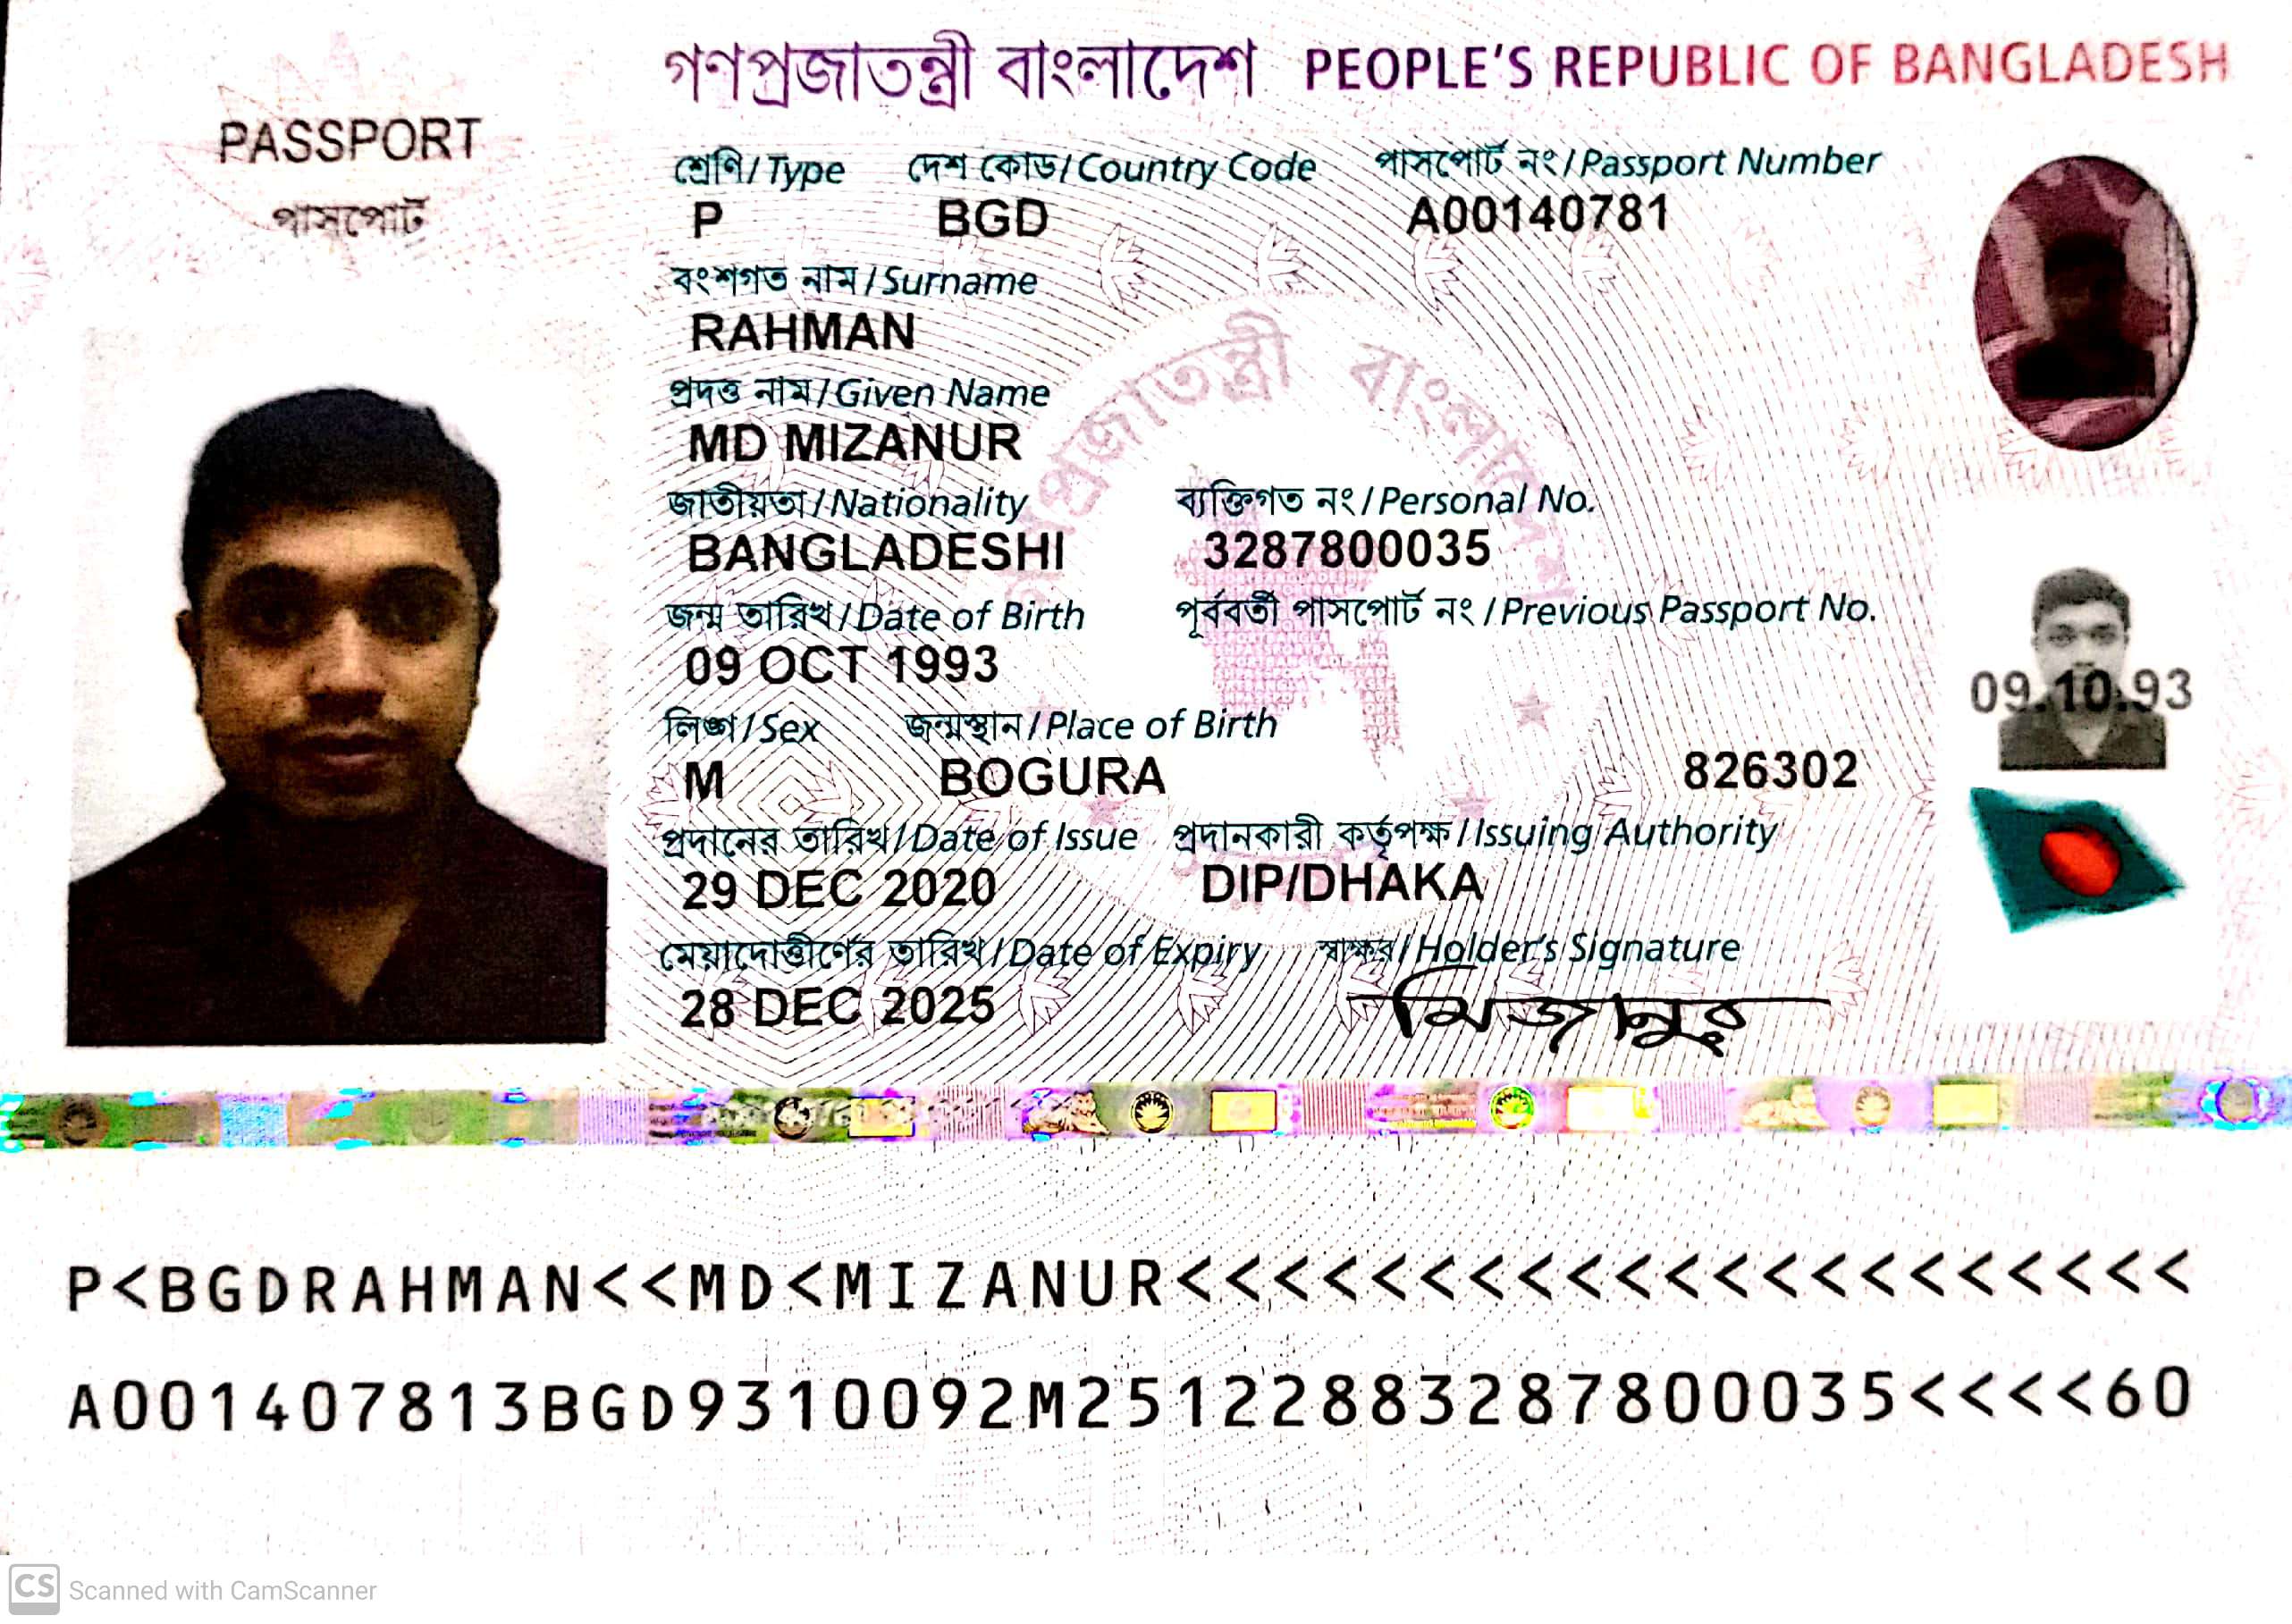 গণপ্রজাতন্ত্রী বাংলাদেশ PEOPLE'S REPUBLIC OF BANGLADESH
PASSPORT
পাসপোর্ট
শ্রেণি/Type দেশ কোড/Country Code পাসপোর্ট নং/Passport Number
P BGD A00140781
বংশগত নাম/Surname
RAHMAN
প্রদত্ত নাম/Given Name
MD MIZANUR
জাতীয়তা/Nationality ব্যক্তিগত নং/Personal No.
BANGLADESHI 3287800035
জন্ম তারিখ/Date of Birth পূর্ববর্তী পাসপোর্ট নং/Previous Passport No.
09 OCT 1993
09.10.93
লিঙ্গ/Sex জন্মস্থান/Place of Birth
M BOGURA 826302
প্রদানের তারিখ/Date of Issue প্রদানকারী কর্তৃপক্ষ/Issuing Authority
29 DEC 2020 DIP/DHAKA
মেয়াদোত্তীর্ণের তারিখ/Date of Expiry স্বাক্ষর/Holder's Signature
28 DEC 2025 মিজানুর
গণপ্রজাতন্ত্রী বাংলাদেশ
P<BGDRAHMAN<<MD<MIZANUR<<<<<<<<<<<<<<<<<<<<<
A001407813BGD9310092M25122883287800035<<<<60
CS Scanned with CamScanner